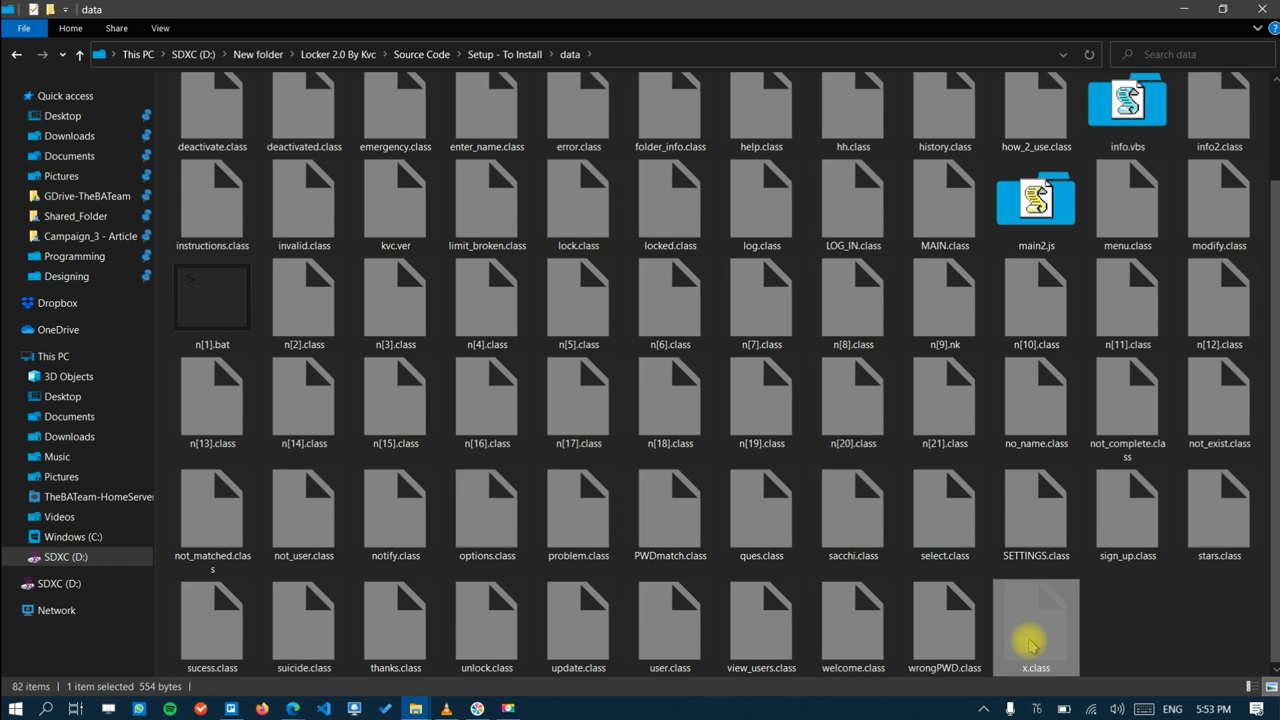 data
File Home Share View
This PC SDXC (D:) New folder Locker 2.0 By Kvc Source Code Setup - To Install data
Search data
Quick access
Desktop
Downloads
Documents
Pictures
GDrive-TheBATeam
Shared_Folder
Campaign_3 - Article
Programming
Designing
Dropbox
OneDrive
This PC
3D Objects
Desktop
Documents
Downloads
Music
Pictures
TheBATeam-HomeServer
Videos
Windows (C:)
SDXC (D:)
SDXC (D:)
Network
deactivate.class deactivated.class emergency.class enter_name.class error.class folder_info.class help.class hh.class history.class how_2_use.class info.vbs info2.class
instructions.class invalid.class kvc.ver limit_broken.class lock.class locked.class log.class LOG_IN.class MAIN.class main2.js menu.class modify.class
n[1].bat n[2].class n[3].class n[4].class n[5].class n[6].class n[7].class n[8].class n[9].nk n[10].class n[11].class n[12].class
n[13].class n[14].class n[15].class n[16].class n[17].class n[18].class n[19].class n[20].class n[21].class no_name.class not_complete.cla not_exist.class
ss
not_matched.clas not_user.class notify.class options.class problem.class PWDmatch.class ques.class sacchi.class select.class SETTINGS.class sign_up.class stars.class
s
sucess.class suicide.class thanks.class unlock.class update.class user.class view_users.class welcome.class wrongPWD.class x.class
82 items 1 item selected 554 bytes
ENG 5:53 PM